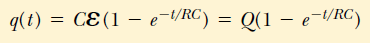 q(t) = Cℰ(1 − e^{−t/RC}) = Q(1 − e^{−t/RC})